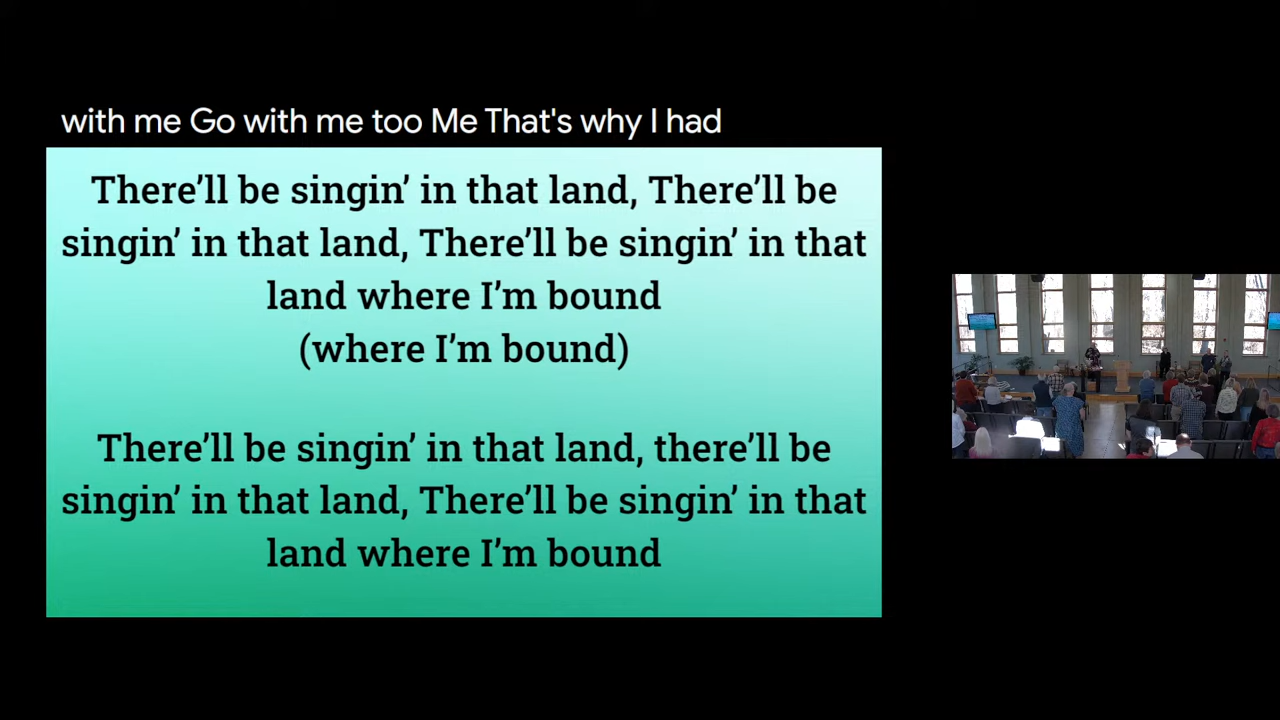 with me Go with me too Me That's why I had
There’ll be singin’ in that land, There’ll be
singin’ in that land, There’ll be singin’ in that
land where I’m bound
(where I’m bound)
There’ll be singin’ in that land, there’ll be
singin’ in that land, There’ll be singin’ in that
land where I’m bound